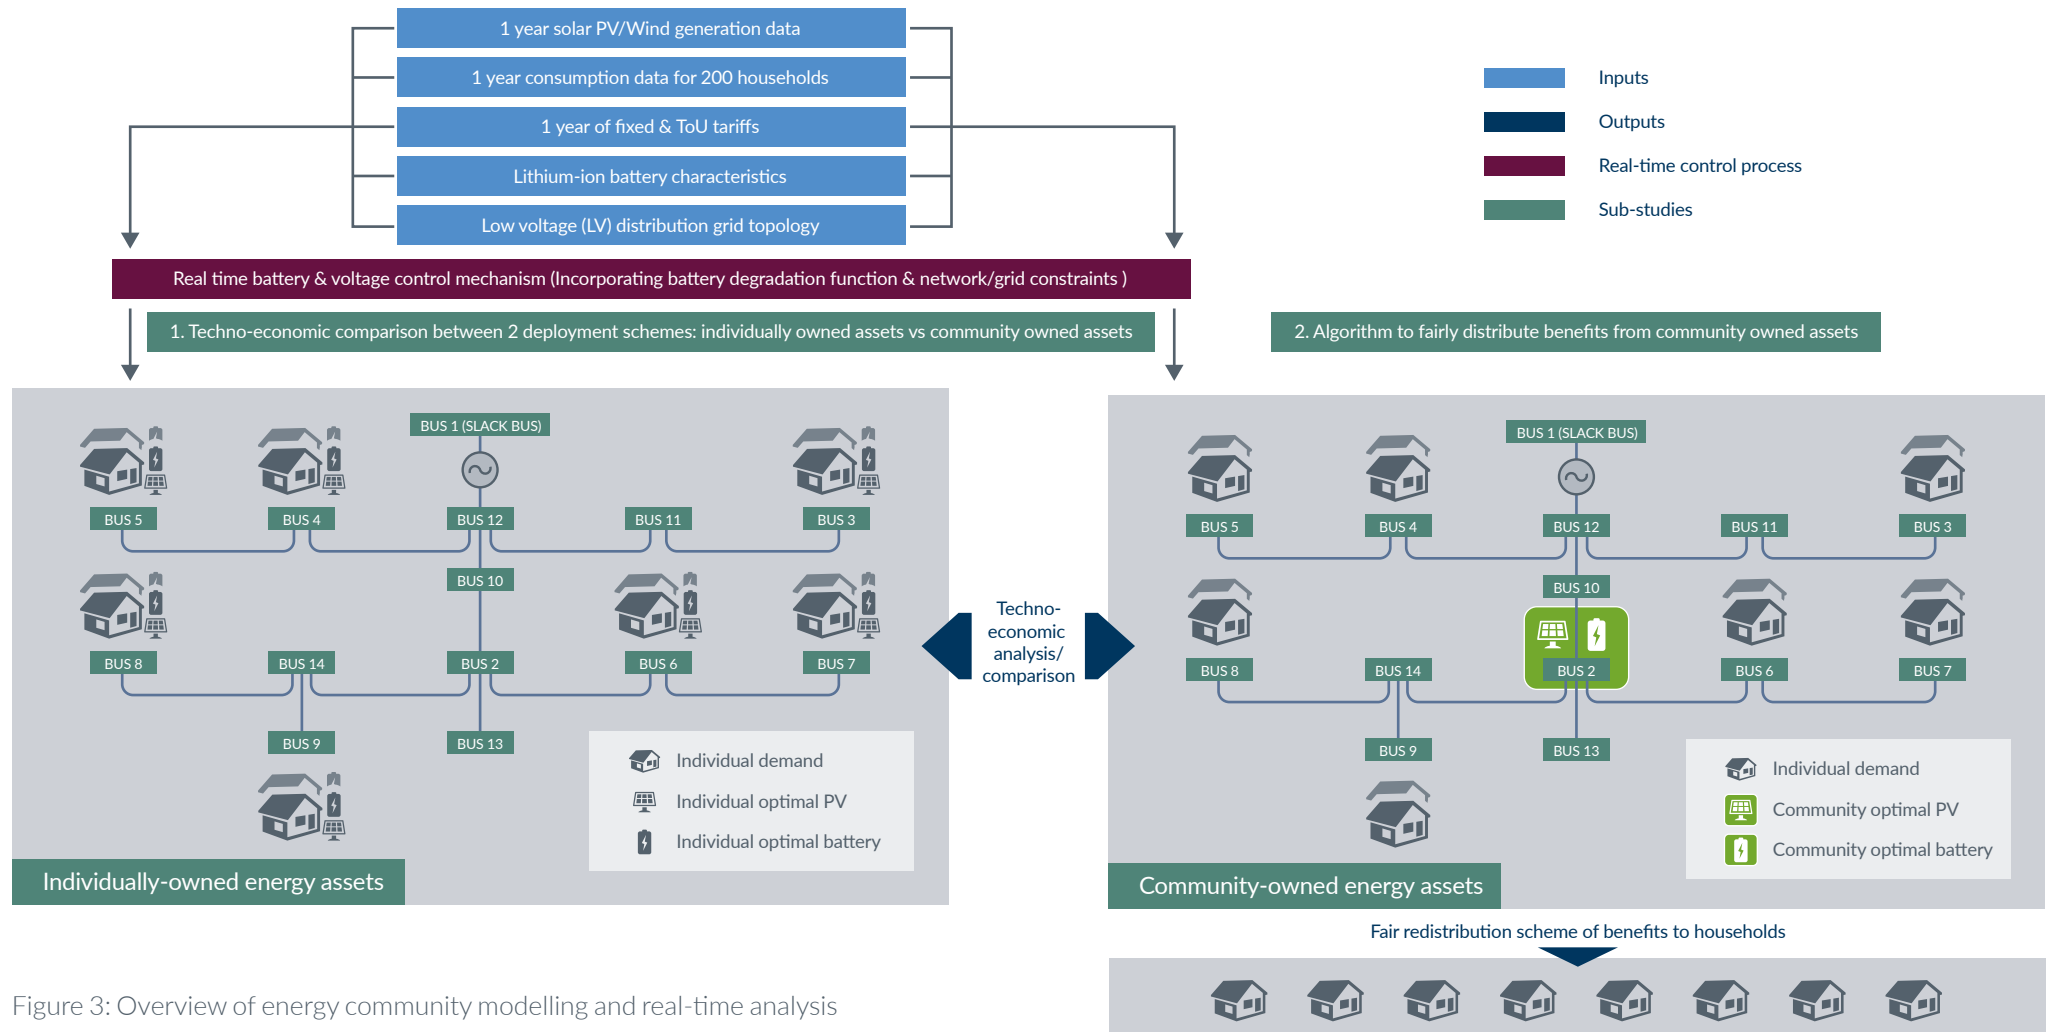 1 year solar PV/Wind generation data
1 year consumption data for 200 households
1 year of fixed & ToU tariffs
Lithium-ion battery characteristics
Low voltage (LV) distribution grid topology
Inputs
Outputs
Real-time control process
Sub-studies
Real time battery & voltage control mechanism (Incorporating battery degradation function & network/grid constraints )
1. Techno-economic comparison between 2 deployment schemes: individually owned assets vs community owned assets
2. Algorithm to fairly distribute benefits from community owned assets
BUS 1 (SLACK BUS)
BUS 5
BUS 4
BUS 12
BUS 11
BUS 3
BUS 10
BUS 8
BUS 14
BUS 2
BUS 6
BUS 7
BUS 9
BUS 13
Individual demand
Individual optimal PV
Individual optimal battery
Individually-owned energy assets
Techno-
economic
analysis/
comparison
BUS 1 (SLACK BUS)
BUS 5
BUS 4
BUS 12
BUS 11
BUS 3
BUS 10
BUS 8
BUS 14
BUS 2
BUS 6
BUS 7
BUS 9
BUS 13
Individual demand
Community optimal PV
Community optimal battery
Community-owned energy assets
Fair redistribution scheme of benefits to households
Figure 3: Overview of energy community modelling and real-time analysis